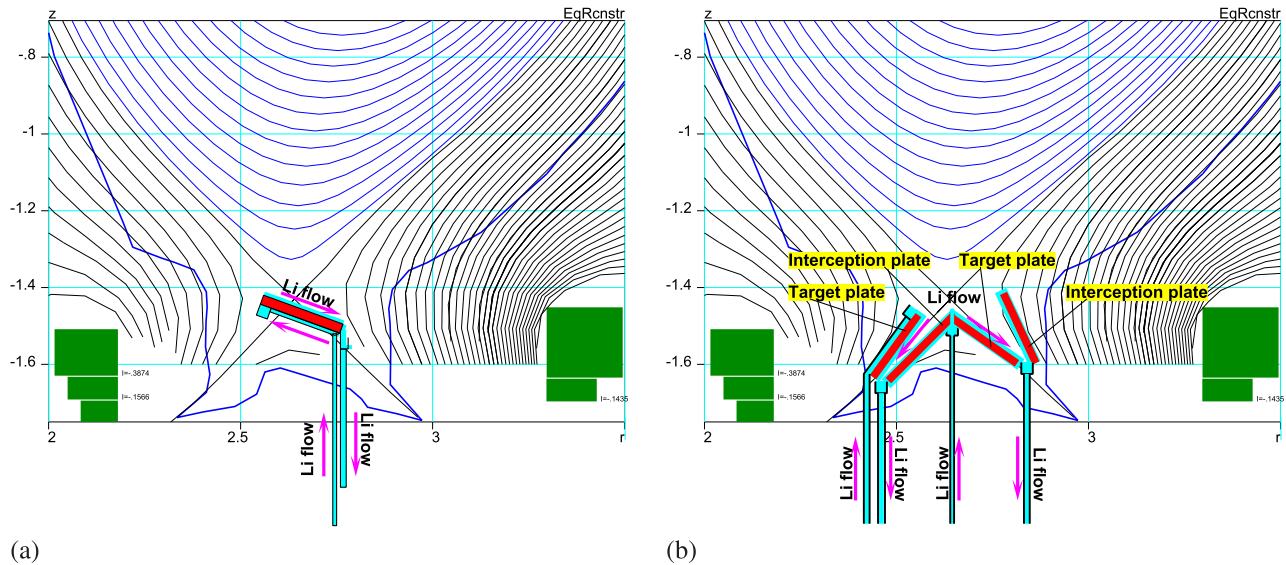 z
EqRcnstr
-.8
-1
-1.2
-1.4
-1.6
2
2.5
3
r
Li flow
I=-.3874
I=-.1566
I=-.1435
Li flow
Li flow
(a)
z
EqRcnstr
-.8
-1
-1.2
-1.4
-1.6
2
2.5
3
r
Interception plate
Target plate
Target plate
Li flow
Interception plate
I=-.3874
I=-.1566
I=-.1435
Li flow
Li flow
Li flow
Li flow
(b)